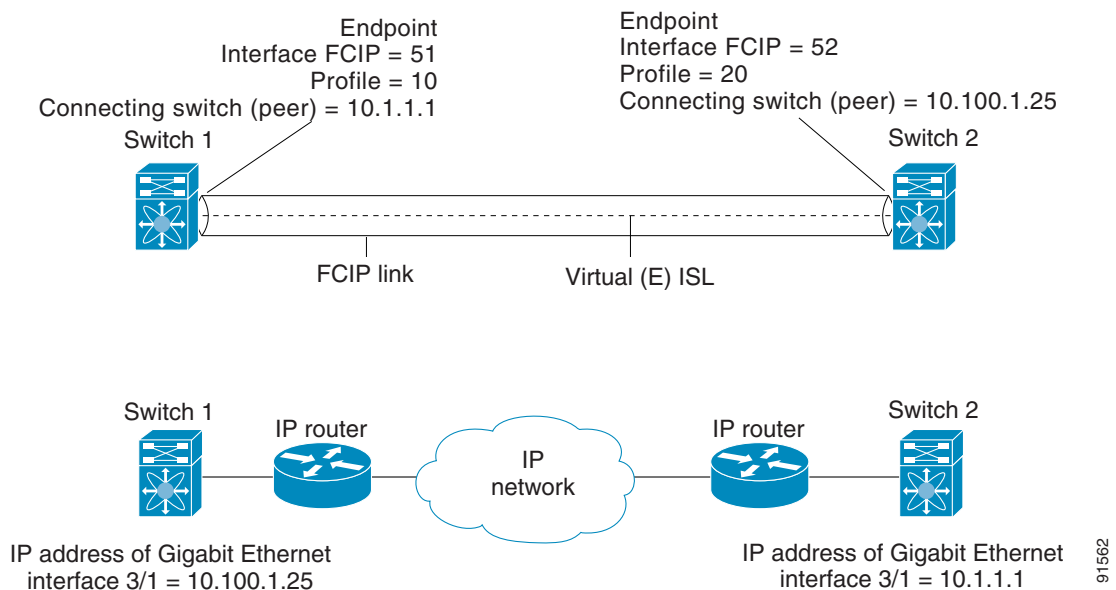 Endpoint
Interface FCIP = 51
Profile = 10
Connecting switch (peer) = 10.1.1.1
Switch 1
Endpoint
Interface FCIP = 52
Profile = 20
Connecting switch (peer) = 10.100.1.25
Switch 2
FCIP link
Virtual (E) ISL
Switch 1
IP router
IP
network
IP router
Switch 2
IP address of Gigabit Ethernet
interface 3/1 = 10.100.1.25
IP address of Gigabit Ethernet
interface 3/1 = 10.1.1.1
91562